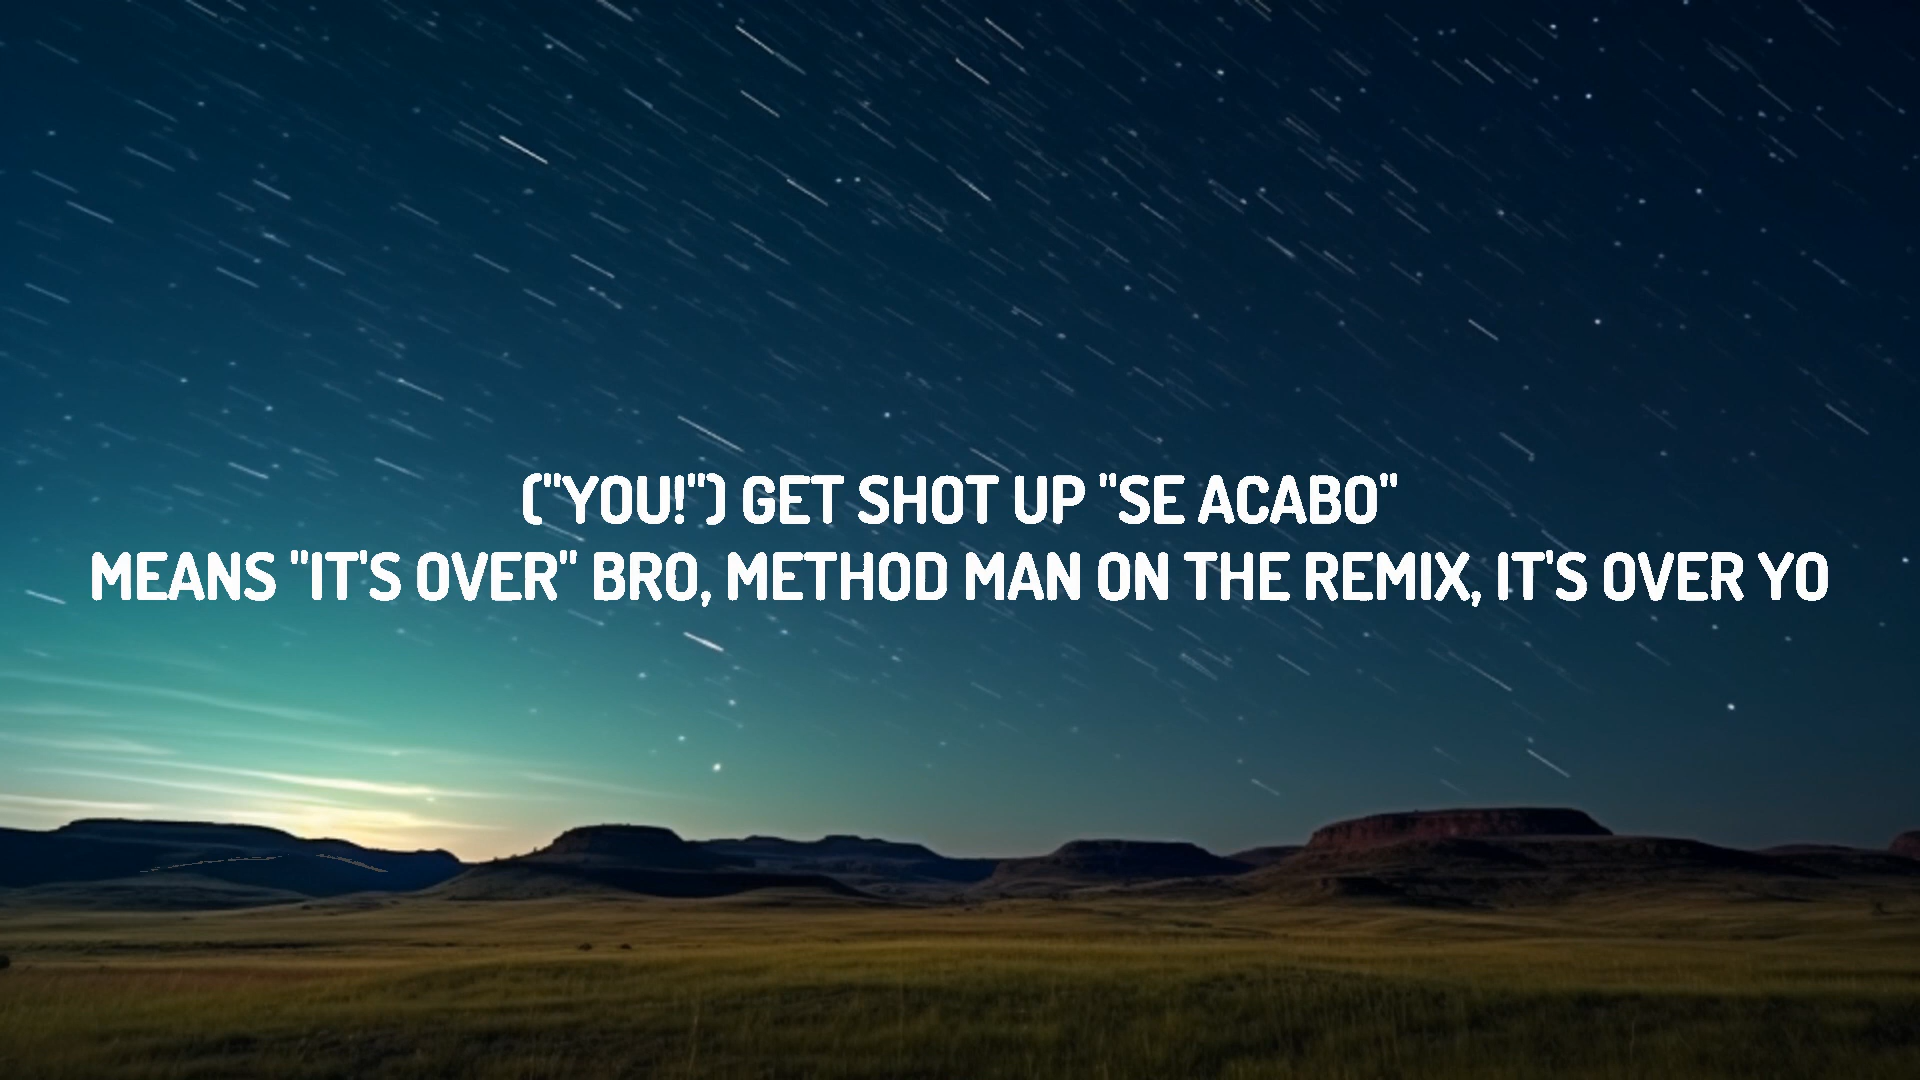 ("YOU!") GET SHOT UP "SE ACABO"
MEANS "IT'S OVER" BRO, METHOD MAN ON THE REMIX, IT'S OVER YO